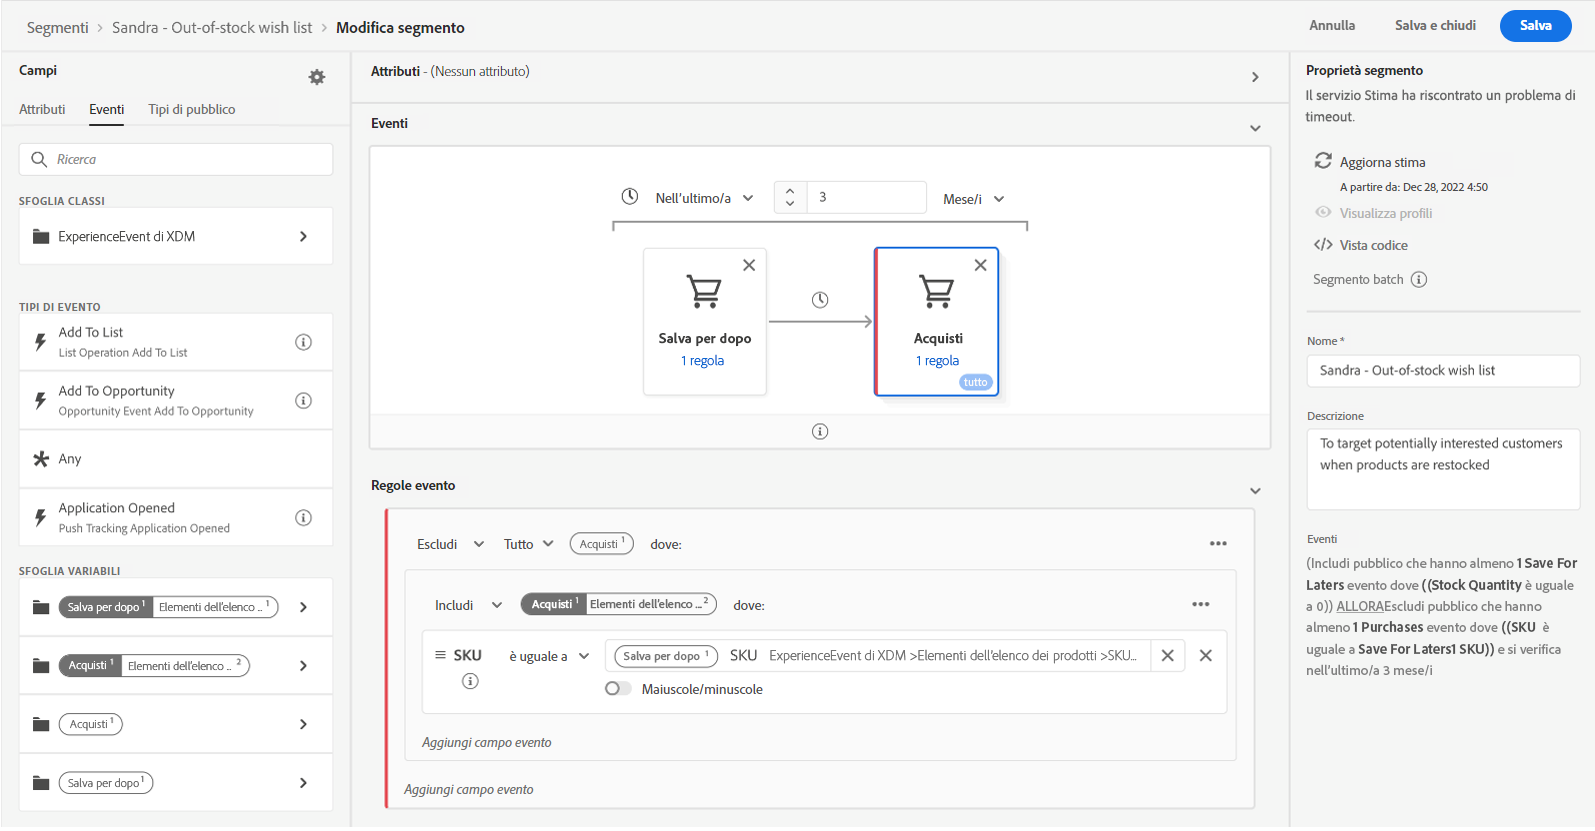 Segmenti > Sandra - Out-of-stock wish list > Modifica segmento
Annulla
Salva e chiudi
Salva
Campi
Attributi
Eventi
Tipi di pubblico
Ricerca
SFOGLIA CLASSI
ExperienceEvent di XDM
TIPI DI EVENTO
Add To List
List Operation Add To List
Add To Opportunity
Opportunity Event Add To Opportunity
Any
Application Opened
Push Tracking Application Opened
SFOGLIA VARIABILI
Salva per dopo 1 Elementi dell'elenco .. 1
Acquisti 1 Elementi dell'elenco .. 2
Acquisti 1
Salva per dopo 1
Attributi - (Nessun attributo)
Eventi
Nell'ultimo/a
3
Mese/i
Salva per dopo
1 regola
Acquisti
1 regola
tutto
Regole evento
Escludi Tutto Acquisti 1 dove:
Includi Acquisti 1 Elementi dell'elenco ... 2 dove:
SKU è uguale a Salva per dopo 1 SKU ExperienceEvent di XDM >Elementi dell'elenco dei prodotti >SKU...
Maiuscole/minuscole
Aggiungi campo evento
Aggiungi campo evento
Proprietà segmento
Il servizio Stima ha riscontrato un problema di
timeout.
Aggiorna stima
A partire da: Dec 28, 2022 4:50
Visualizza profili
Vista codice
Segmento batch
Nome *
Sandra - Out-of-stock wish list
Descrizione
To target potentially interested customers
when products are restocked
Eventi
(Includi pubblico che hanno almeno 1 Save For
Laters evento dove ((Stock Quantity è uguale
a 0)) ALLORAEscludi pubblico che hanno
almeno 1 Purchases evento dove ((SKU è
uguale a Save For Laters1 SKU)) e si verifica
nell'ultimo/a 3 mese/i